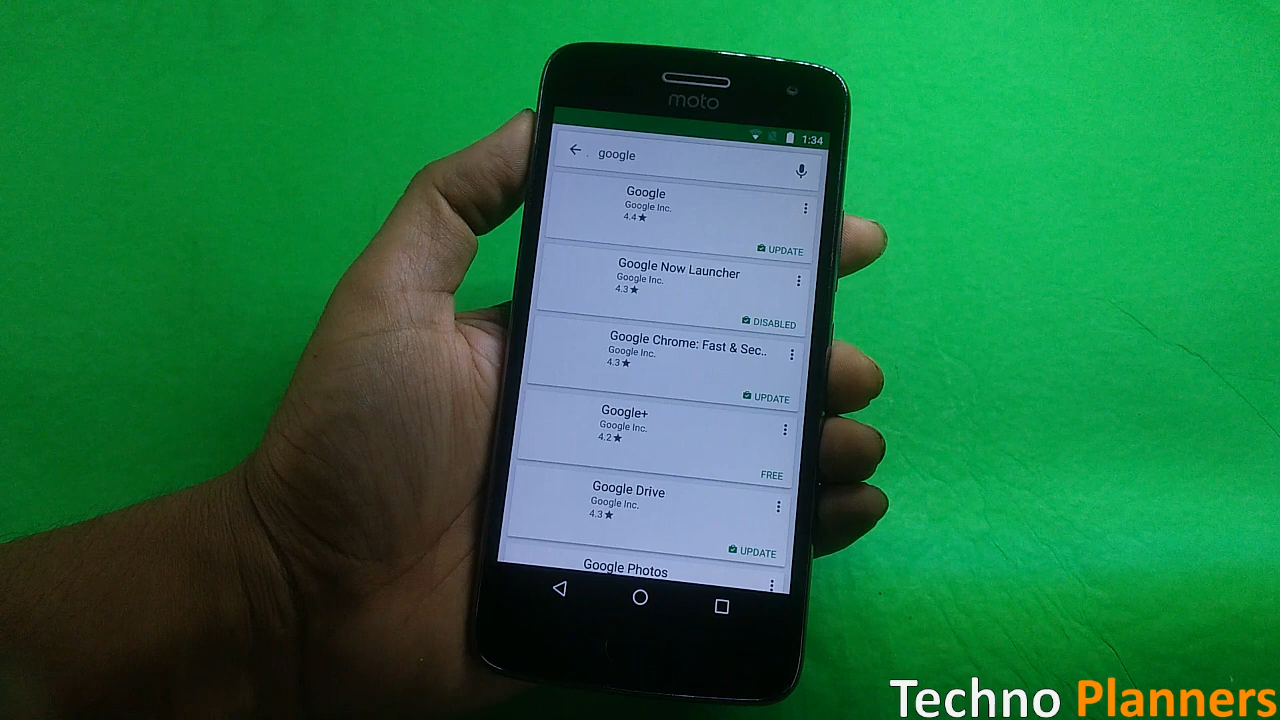 moto
1:34
google
Google
Google Inc.
4.4★
UPDATE
Google Now Launcher
Google Inc.
4.3★
DISABLED
Google Chrome: Fast & Sec..
Google Inc.
4.3★
UPDATE
Google+
Google Inc.
4.2★
FREE
Google Drive
Google Inc.
4.3★
UPDATE
Google Photos
Techno Planners